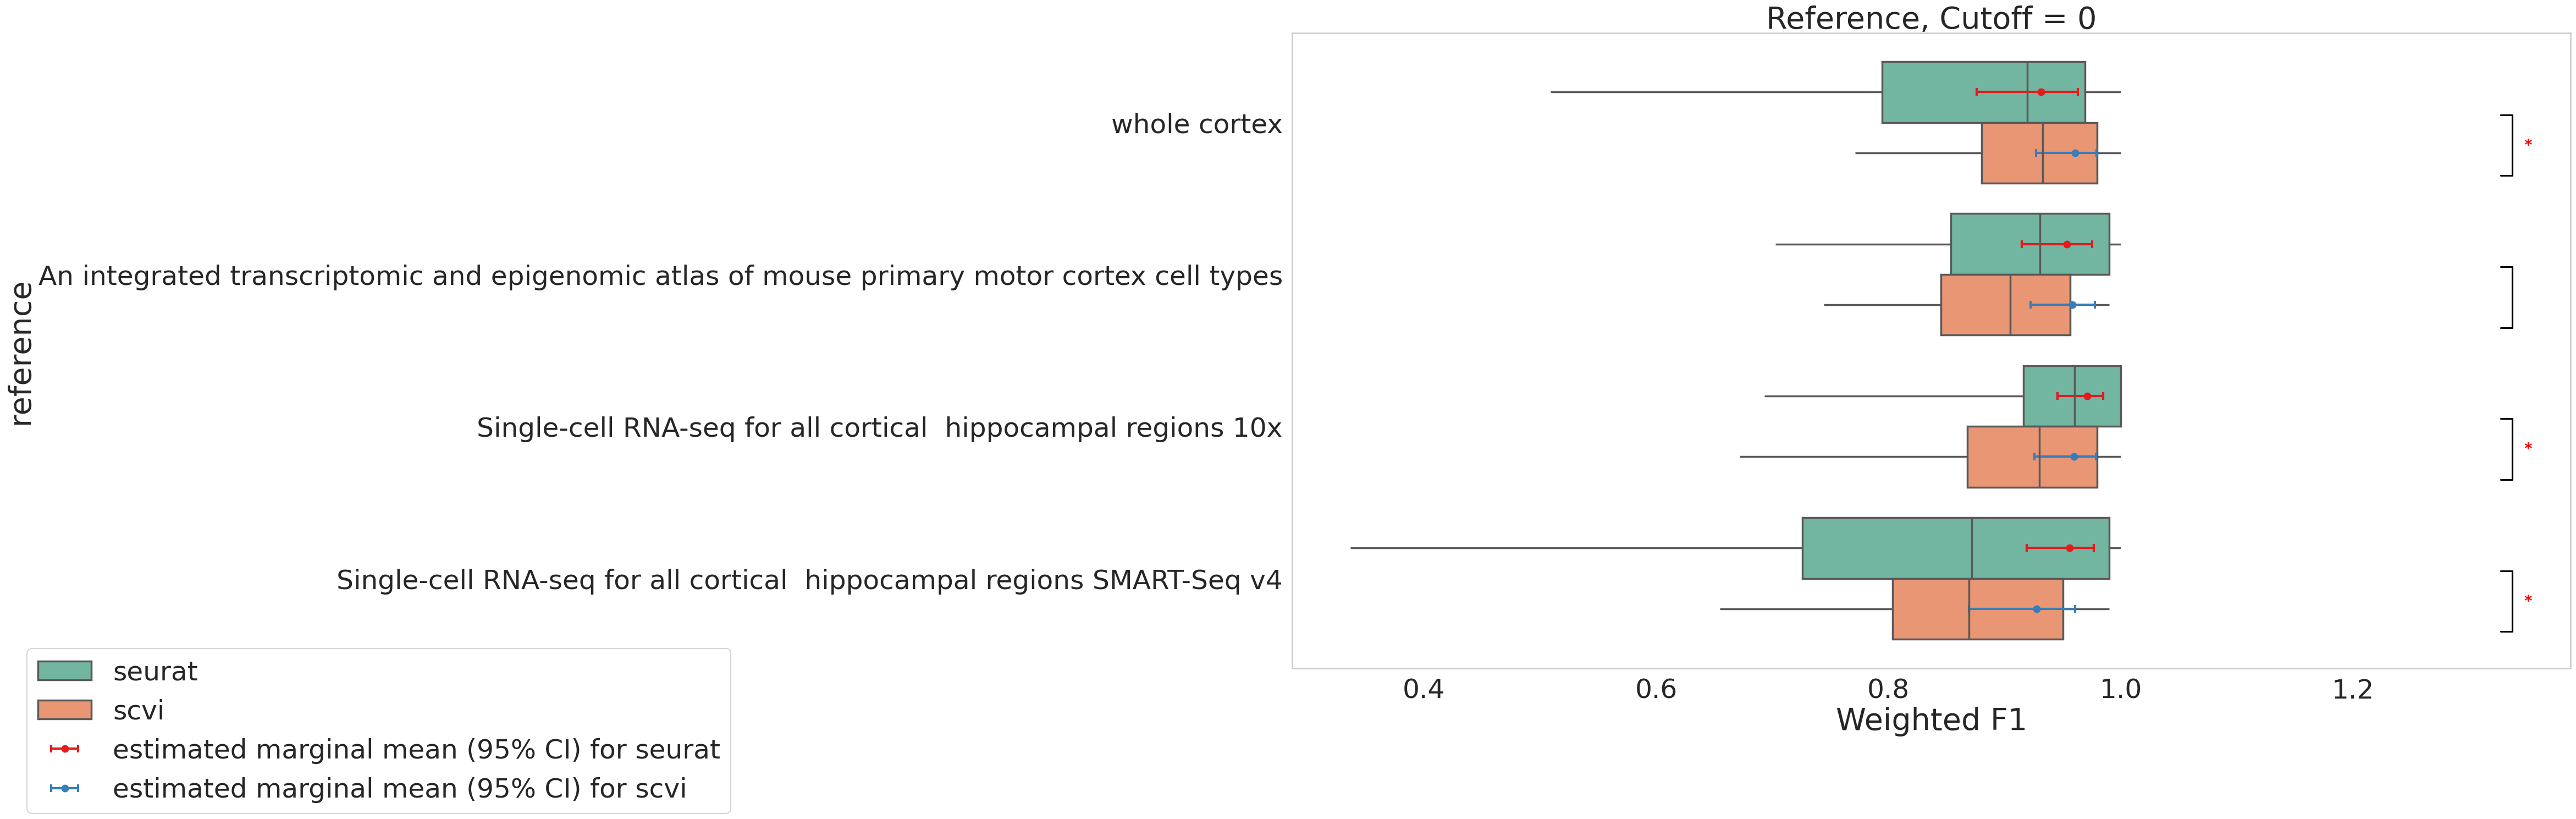 Reference, Cutoff = 0
whole cortex
*
An integrated transcriptomic and epigenomic atlas of mouse primary motor cortex cell types
reference
Single-cell RNA-seq for all cortical  hippocampal regions 10x
*
Single-cell RNA-seq for all cortical  hippocampal regions SMART-Seq v4
*
0.4 0.6 0.8 1.0 1.2
Weighted F1
seurat
scvi
estimated marginal mean (95% CI) for seurat
estimated marginal mean (95% CI) for scvi